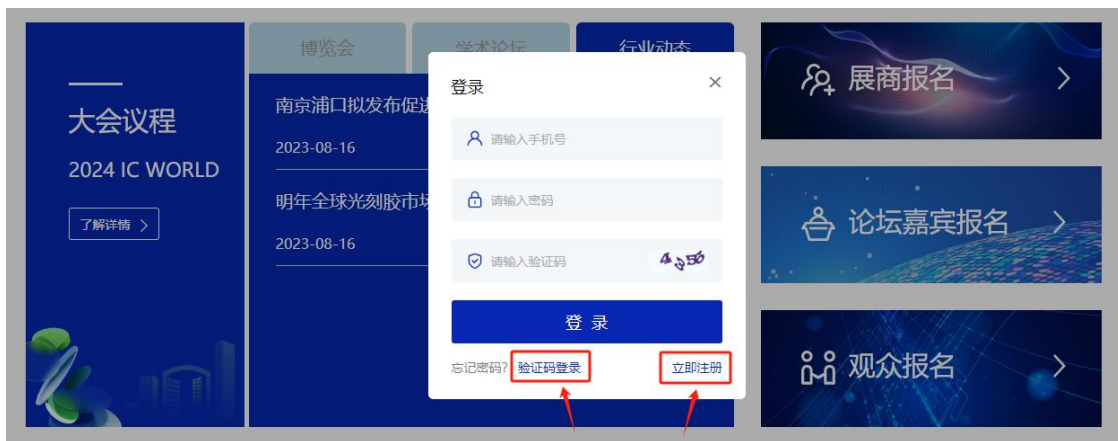 博览会
学术论坛
行业动态
大会议程
2024 IC WORLD
了解详情
南京浦口拟发布促进
2023-08-16
明年全球光刻胶市场
2023-08-16
登录
请输入手机号
请输入密码
请输入验证码
登 录
忘记密码? 验证码登录
立即注册
展商报名
论坛嘉宾报名
观众报名